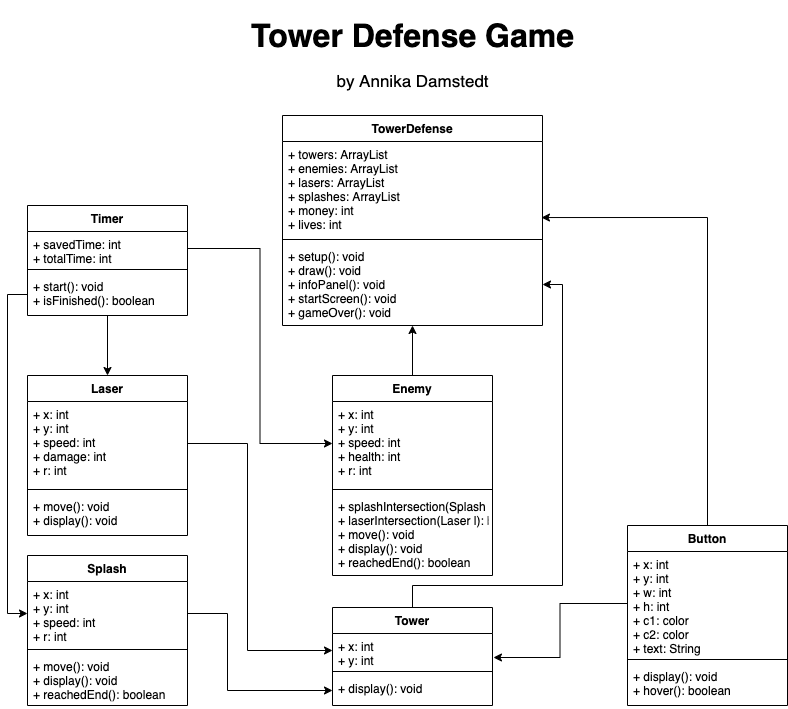 Tower Defense Game
by Annika Damstedt
TowerDefense
+ towers: ArrayList
+ enemies: ArrayList
+ lasers: ArrayList
+ splashes: ArrayList
+ money: int
+ lives: int
+ setup(): void
+ draw(): void
+ infoPanel(): void
+ startScreen(): void
+ gameOver(): void
Timer
+ savedTime: int
+ totalTime: int
+ start(): void
+ isFinished(): boolean
Laser
+ x: int
+ y: int
+ speed: int
+ damage: int
+ r: int
+ move(): void
+ display(): void
Enemy
+ x: int
+ y: int
+ speed: int
+ health: int
+ r: int
+ splashIntersection(Splash
+ laserIntersection(Laser l):
+ move(): void
+ display(): void
+ reachedEnd(): boolean
Splash
+ x: int
+ y: int
+ speed: int
+ r: int
+ move(): void
+ display(): void
+ reachedEnd(): boolean
Tower
+ x: int
+ y: int
+ display(): void
Button
+ x: int
+ y: int
+ w: int
+ h: int
+ c1: color
+ c2: color
+ text: String
+ display(): void
+ hover(): boolean